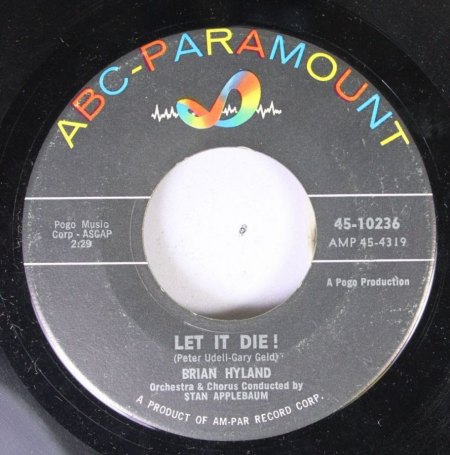 ABC-PARAMOUNT
Pogo Music
Corp - ASCAP
2:29
45-10236
AMP 45-4319
A Pogo Production
LET IT DIE!
(Peter Udell-Gary Geld)
BRIAN HYLAND
Orchestra & Chorus Conducted by
STAN APPLEBAUM
A PRODUCT OF AM-PAR RECORD CORP.